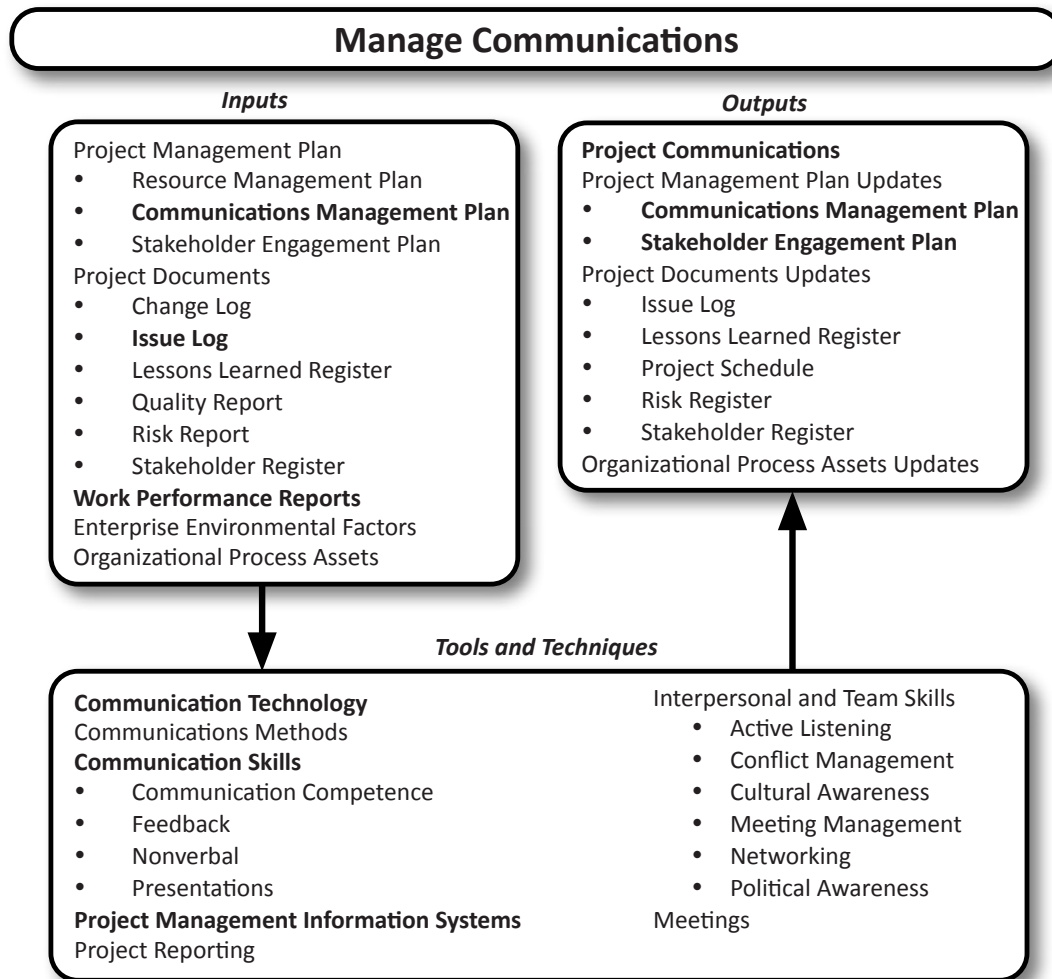 Manage Communications
Inputs
Project Management Plan
• Resource Management Plan
• Communications Management Plan
• Stakeholder Engagement Plan
Project Documents
• Change Log
• Issue Log
• Lessons Learned Register
• Quality Report
• Risk Report
• Stakeholder Register
Work Performance Reports
Enterprise Environmental Factors
Organizational Process Assets
Outputs
Project Communications
Project Management Plan Updates
• Communications Management Plan
• Stakeholder Engagement Plan
Project Documents Updates
• Issue Log
• Lessons Learned Register
• Project Schedule
• Risk Register
• Stakeholder Register
Organizational Process Assets Updates
Tools and Techniques
Communication Technology
Communications Methods
Communication Skills
• Communication Competence
• Feedback
• Nonverbal
• Presentations
Project Management Information Systems
Project Reporting
Interpersonal and Team Skills
• Active Listening
• Conflict Management
• Cultural Awareness
• Meeting Management
• Networking
• Political Awareness
Meetings